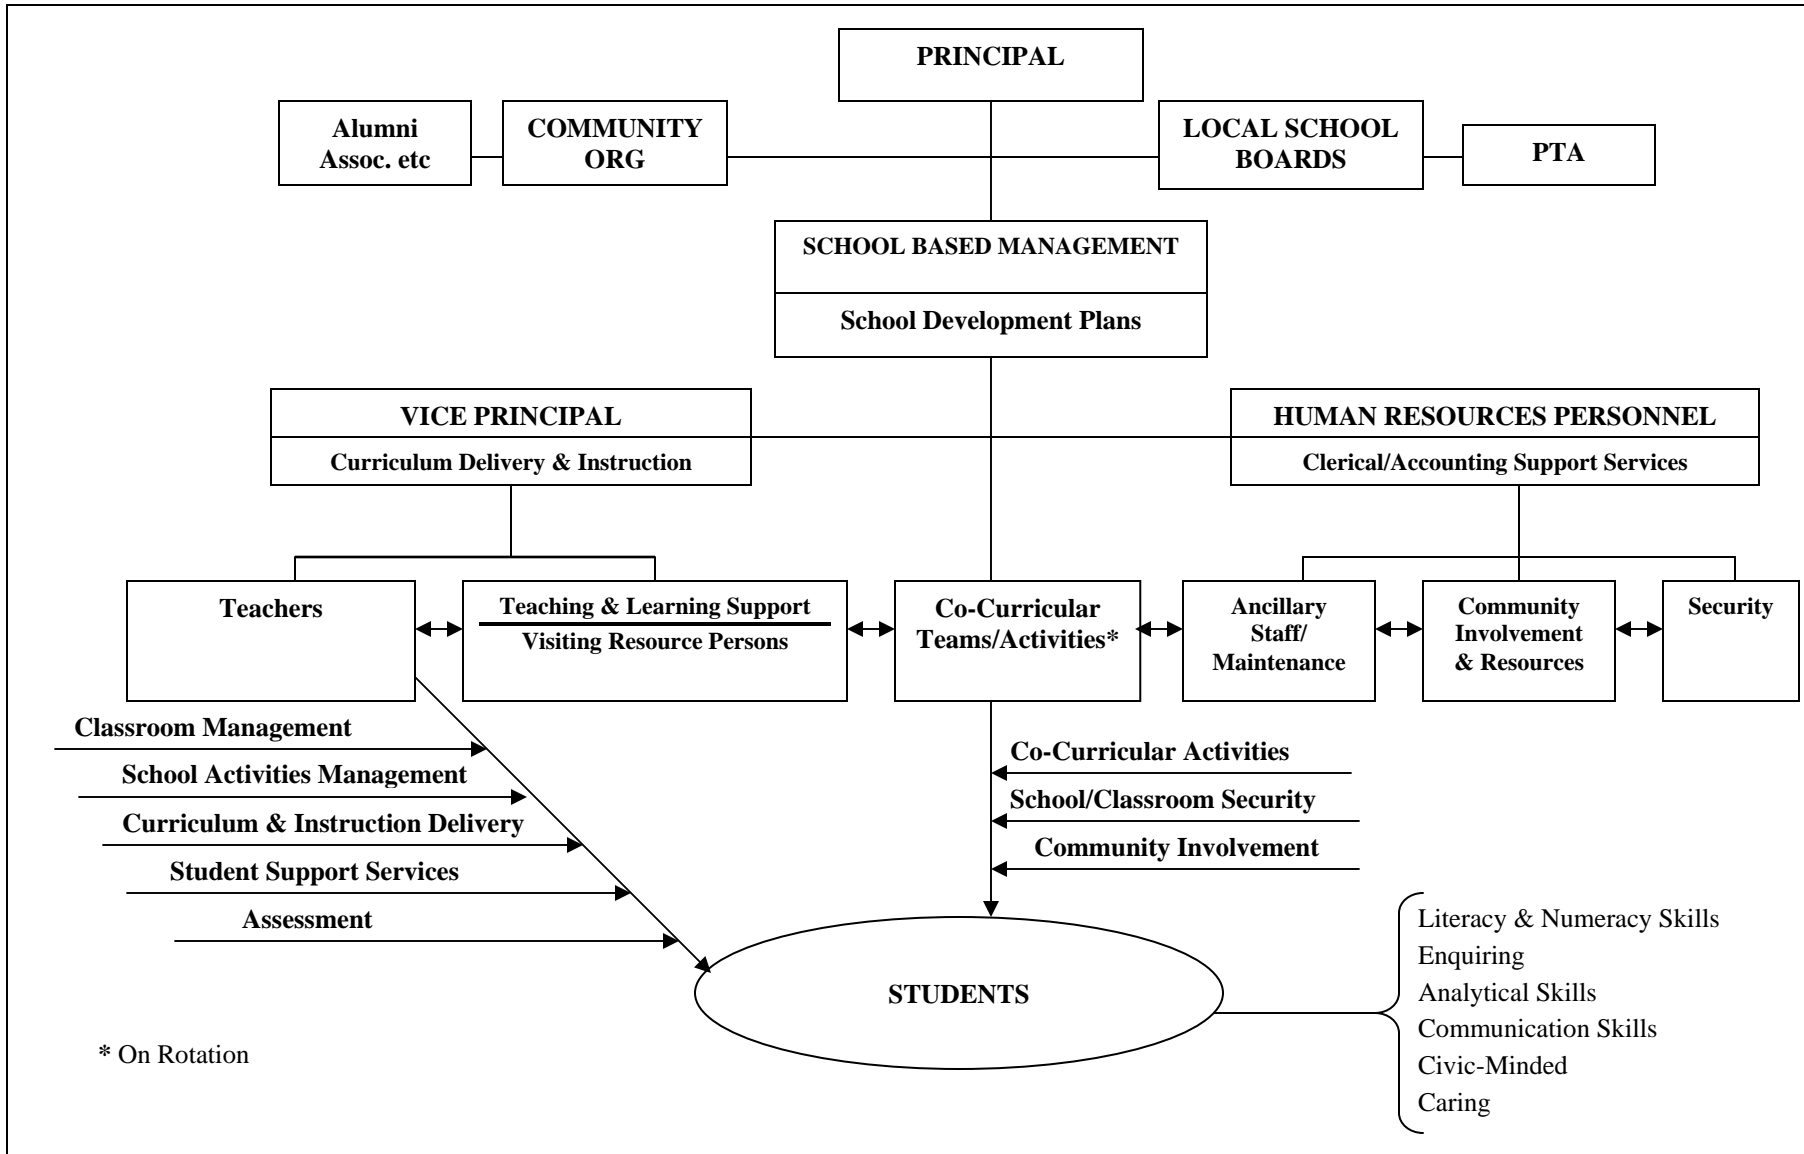 PRINCIPAL
Alumni
Assoc. etc
COMMUNITY
ORG
LOCAL SCHOOL
BOARDS
PTA
SCHOOL BASED MANAGEMENT
School Development Plans
VICE PRINCIPAL
Curriculum Delivery & Instruction
HUMAN RESOURCES PERSONNEL
Clerical/Accounting Support Services
Teachers
Teaching & Learning Support
Visiting Resource Persons
Co-Curricular
Teams/Activities*
Ancillary
Staff/
Maintenance
Community
Involvement
& Resources
Security
Classroom Management
School Activities Management
Curriculum & Instruction Delivery
Student Support Services
Assessment
Co-Curricular Activities
School/Classroom Security
Community Involvement
STUDENTS
Literacy & Numeracy Skills
Enquiring
Analytical Skills
Communication Skills
Civic-Minded
Caring
* On Rotation